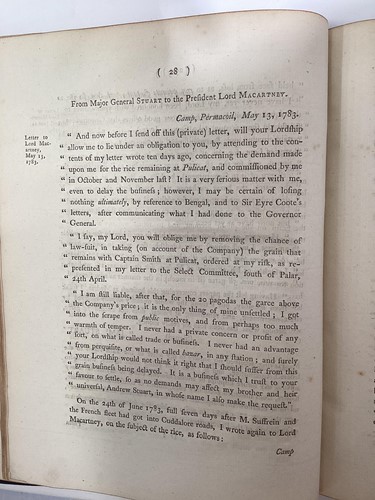 ( 28 )
From Major General STUART to the President Lord MACARTNEY.
Camp, Permacoil, May 13, 1783.
Letter to
Lord Mac-
artney,
May 13,
1783.
“ And now before I send off this (private) letter, will your Lordship
“ allow me to lie under an obligation to you, by attending to the con-
“ tents of my letter wrote ten days ago, concerning the demand made
“ upon me for the rice remaining at Pulicat, and commissioned by me
“ in October and November last? It is a very serious matter with me,
“ even to delay the business; however, I may be certain of losing
“ nothing ultimately, by reference to Bengal, and to Sir Eyre Coote's
“ letters, after communicating what I had done to the Governor
“ General.
“ I say, my Lord, you will oblige me by removing the chance of
“ law-suit, in taking (on account of the Company) the grain that
“ remains with Captain Smith at Pulicat, ordered at my risk, as re-
“ presented in my letter to the Select Committee, south of Palar,
“ 24th April.
“ I am still liable, after that, for the 20 pagodas the garce above
“ the Company's price; it is the only thing of mine unsettled; I got
“ into the scrape from public motives, and from perhaps too much
“ warmth of temper. I never had a private concern or profit of any
“ sort, on what is called trade or business. I never had an advantage
“ from perquisite, or what is called batta, in any station; and surely
“ your Lordship would not think it right that I should suffer from this
“ grain business being delayed. It is a business which I trust to your
“ favour to settle, so as no demands may affect my brother and heir
“ universal, Andrew Stuart, in whose name I also make the request.”
On the 24th of June 1783, full seven days after M. Suffrein and
the French fleet had got into Cuddalore roads, I wrote again to Lord
Macartney, on the subject of the rice, as follows:
Camp